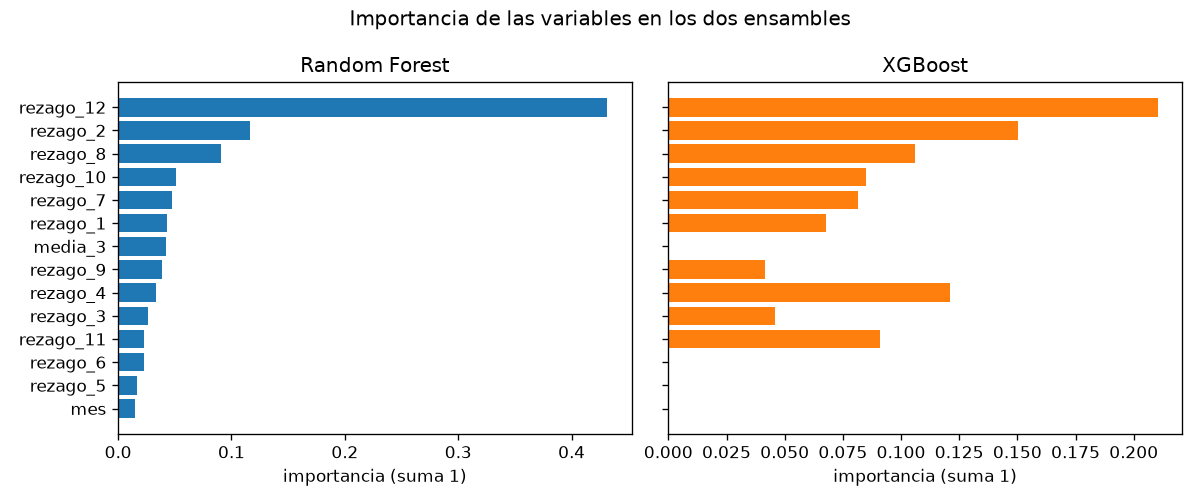 Importancia de las variables en los dos ensambles
Random Forest
XGBoost
rezago_12
rezago_2
rezago_8
rezago_10
rezago_7
rezago_1
media_3
rezago_9
rezago_4
rezago_3
rezago_11
rezago_6
rezago_5
mes
0.0 0.1 0.2 0.3 0.4
0.000 0.025 0.050 0.075 0.100 0.125 0.150 0.175 0.200
importancia (suma 1)
importancia (suma 1)